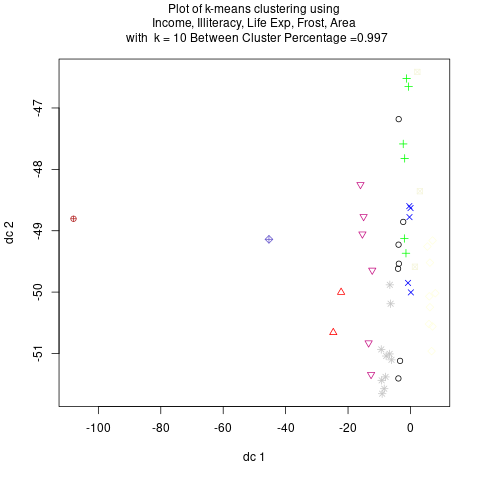 Plot of k-means clustering using
Income, Illiteracy, Life Exp, Frost, Area
with k = 10 Between Cluster Percentage =0.997
-47
-48
-49
-50
-51
dc 2
-100
-80
-60
-40
-20
0
dc 1